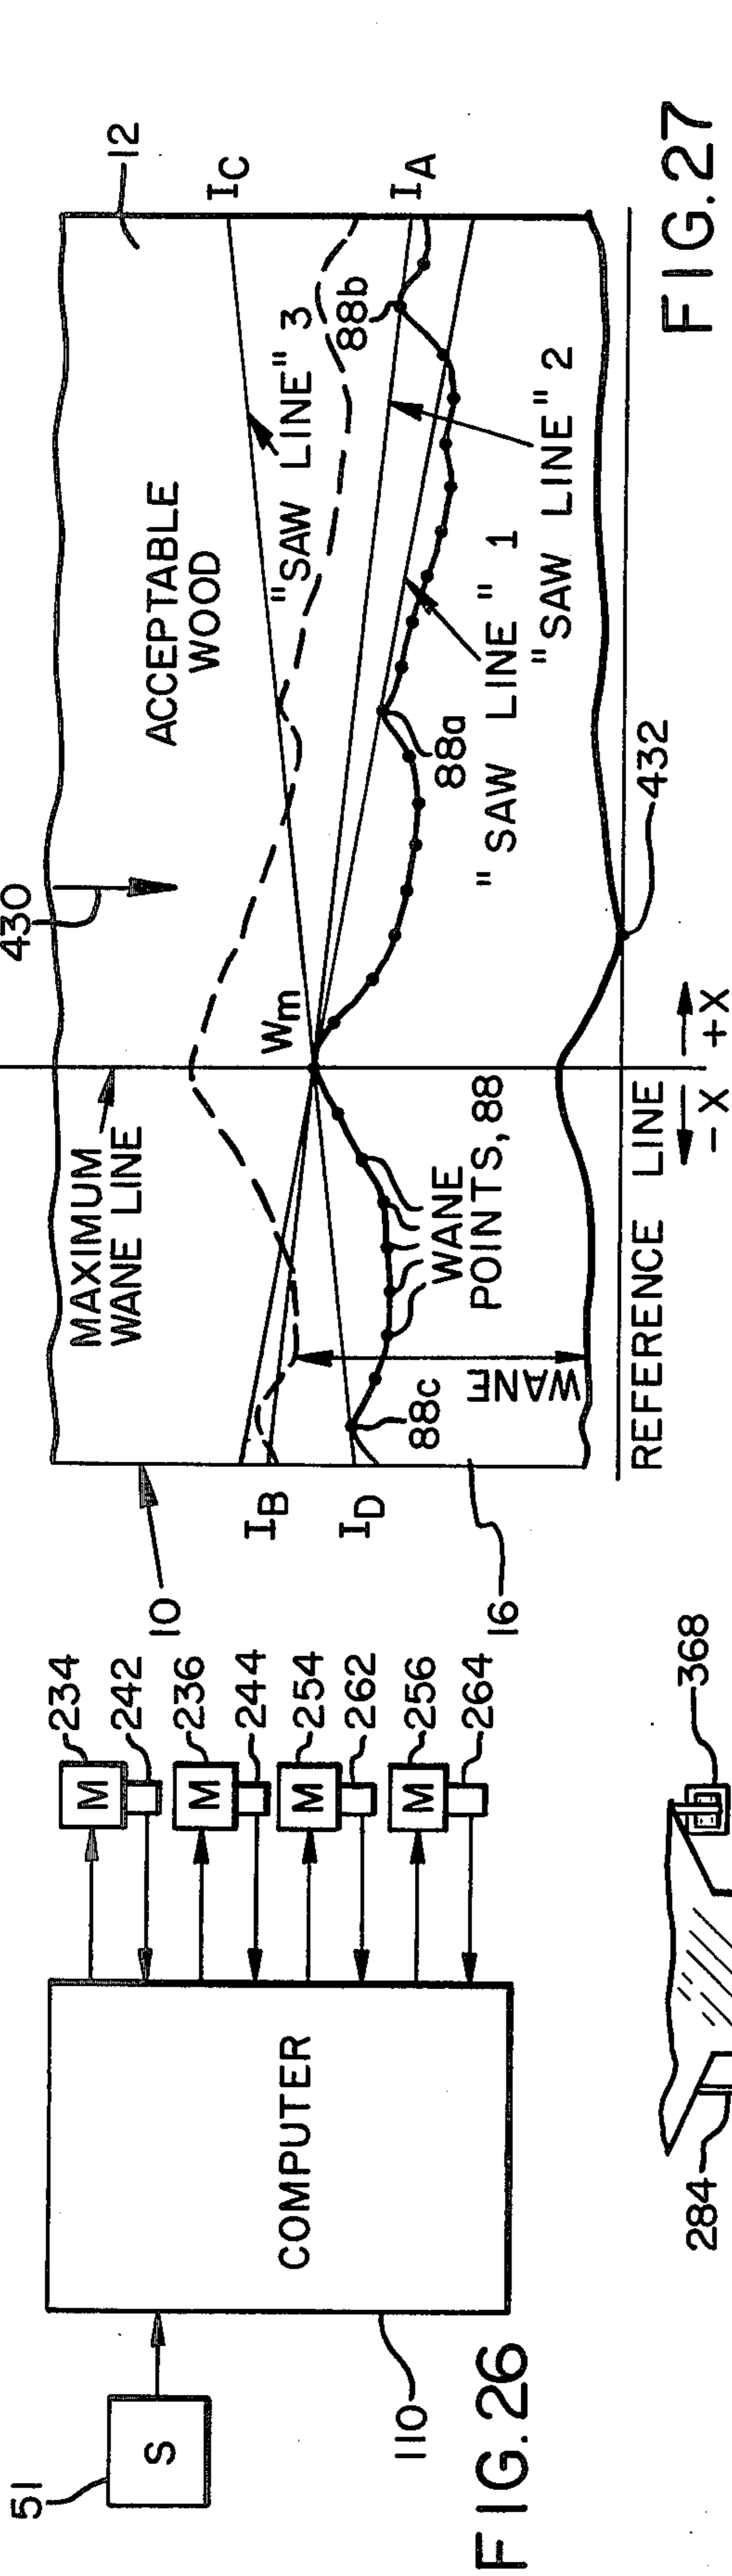 51
S
110
COMPUTER
M
234
242
M
236
244
M
254
262
M
256
264
FIG. 26
284
368
10
430
12
MAXIMUM
WANE LINE
ACCEPTABLE
WOOD
Wm
"SAW
LINE" 3
IC
IB
ID
IA
88c
WANE
POINTS, 88
88a
88b
"SAW LINE" 1
"SAW LINE" 2
WANE
16
REFERENCE LINE
-X +X
432
FIG. 27